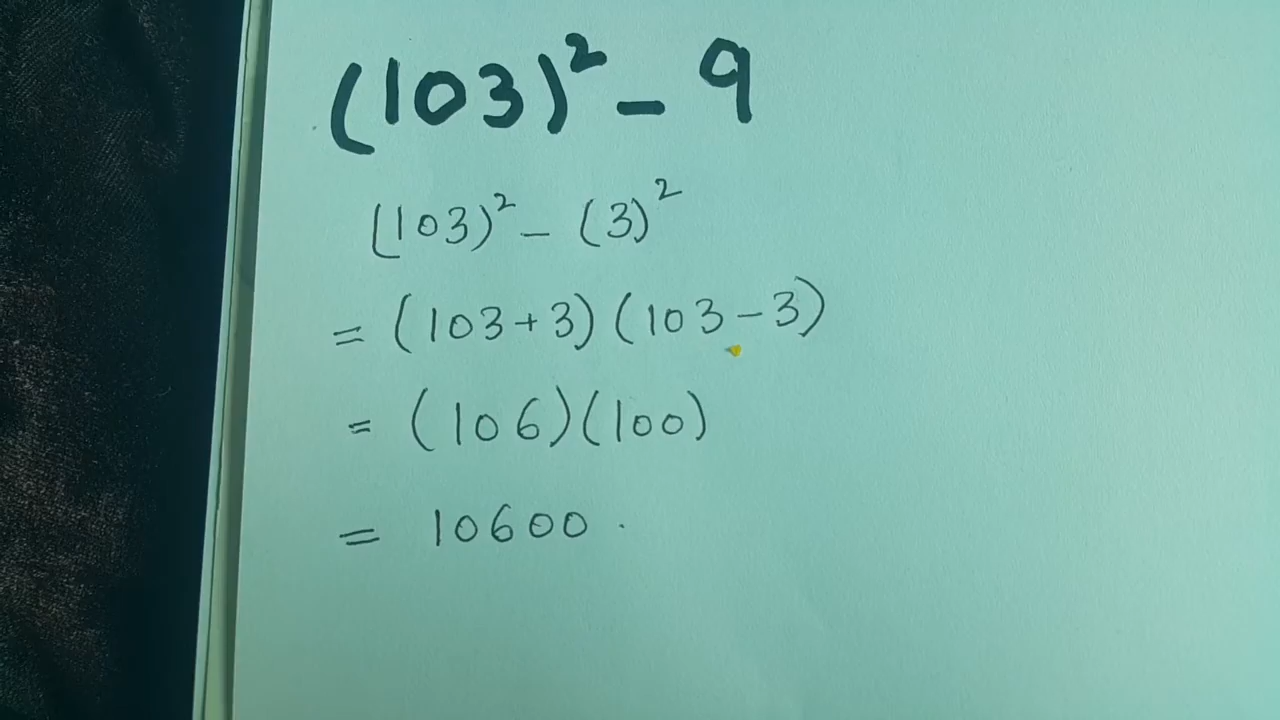 (103)² - 9
(103)² - (3)²
= (103+3)(103-3)
= (106)(100)
= 10600.